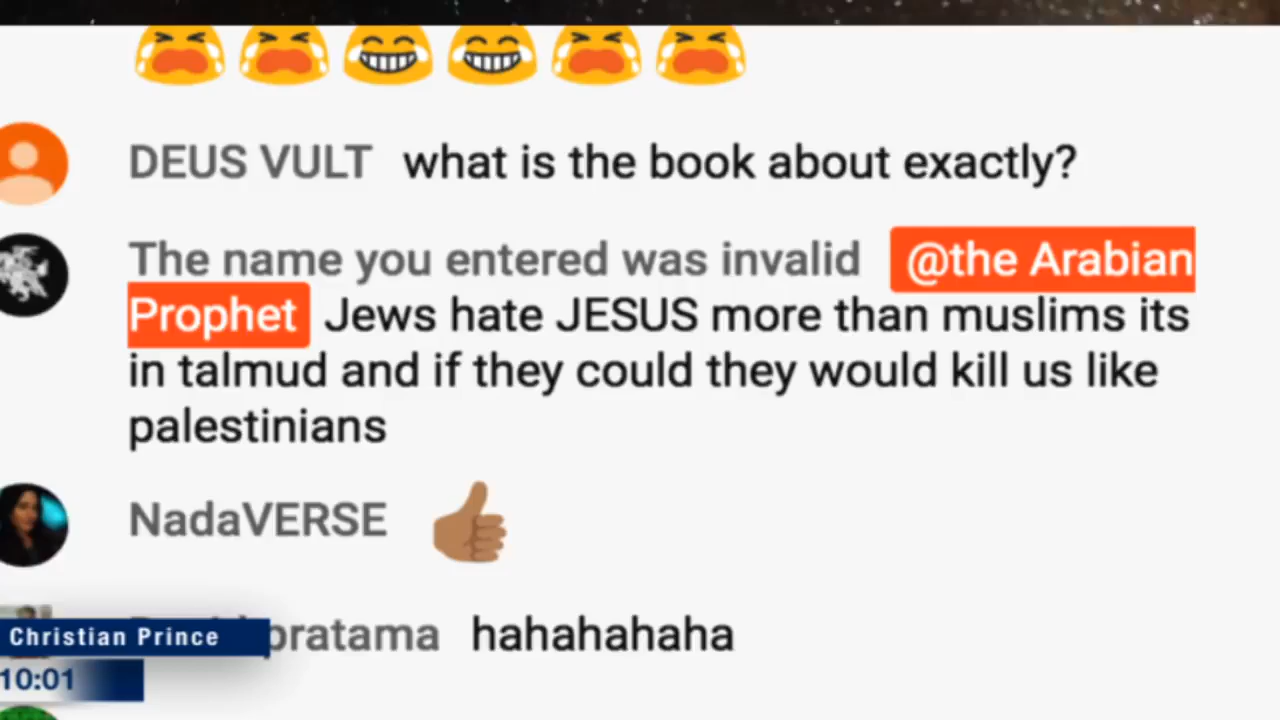 DEUS VULT what is the book about exactly?
The name you entered was invalid @the Arabian
Prophet Jews hate JESUS more than muslims its
in talmud and if they could they would kill us like
palestinians
NadaVERSE
pratama hahahahaha
Christian Prince
10:01